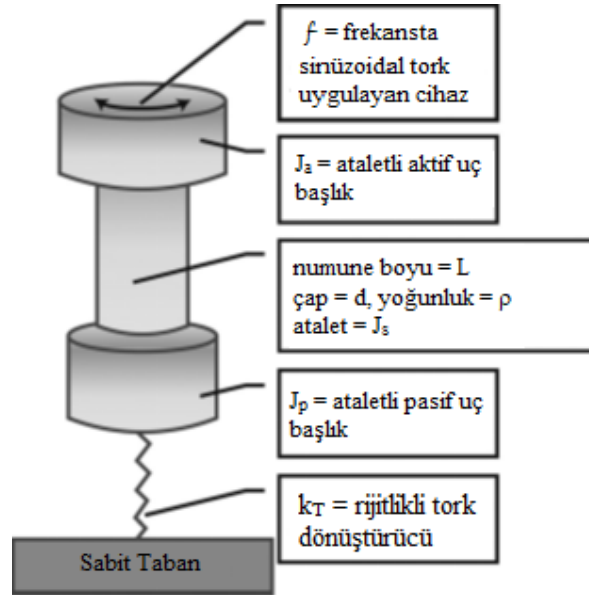 f = frekansta
sinüzoidal tork
uygulayan cihaz
Ja = ataletli aktif uç
başlık
numune boyu = L
çap = d, yoğunluk = ρ
atalet = Js
Jp = ataletli pasif uç
başlık
kT = rijitlikli tork
dönüştürücü
Sabit Taban